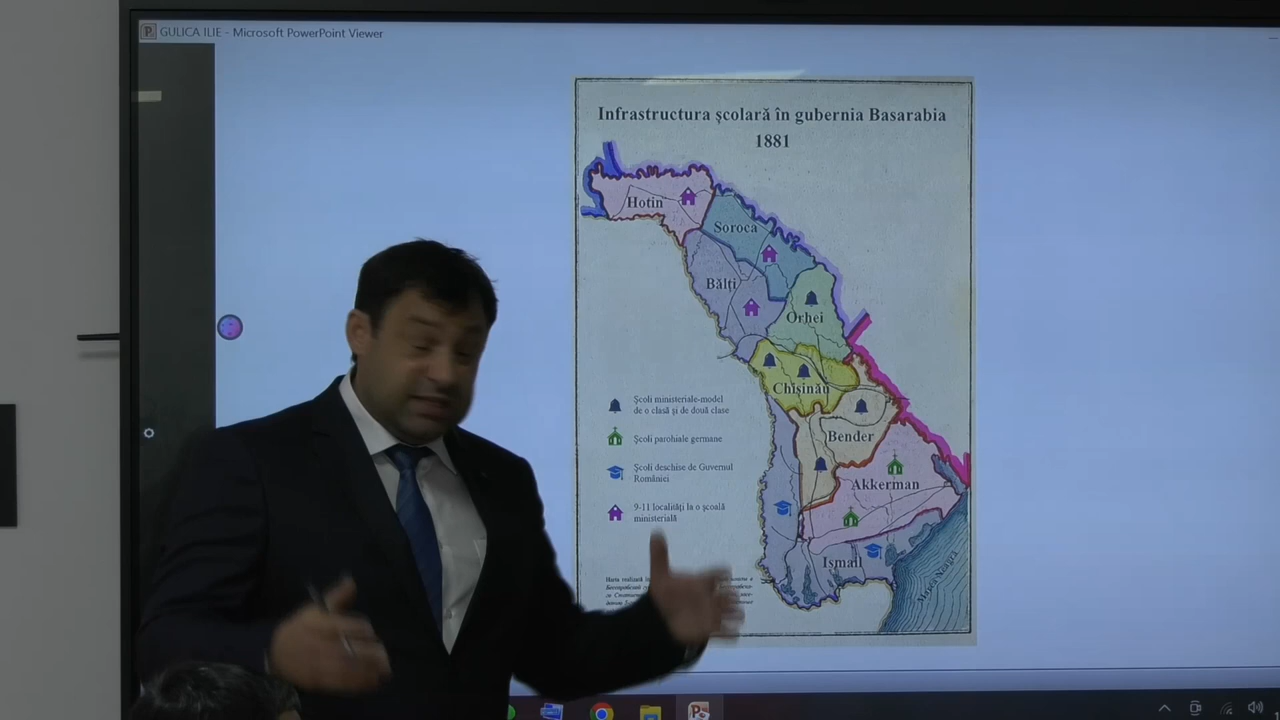 GULICA ILIE - Microsoft PowerPoint Viewer
Infrastructura școlară în gubernia Basarabia
1881
Hotin
Soroca
Bălți
Orhei
Chișinău
Bender
Akkerman
Ismail
Marea Neagră
Școli ministeriale-model
de o clasă și de două clase
Școli parohiale germane
Școli deschise de Guvernul
României
9-11 localități la o școală
ministerială
Harta realizată